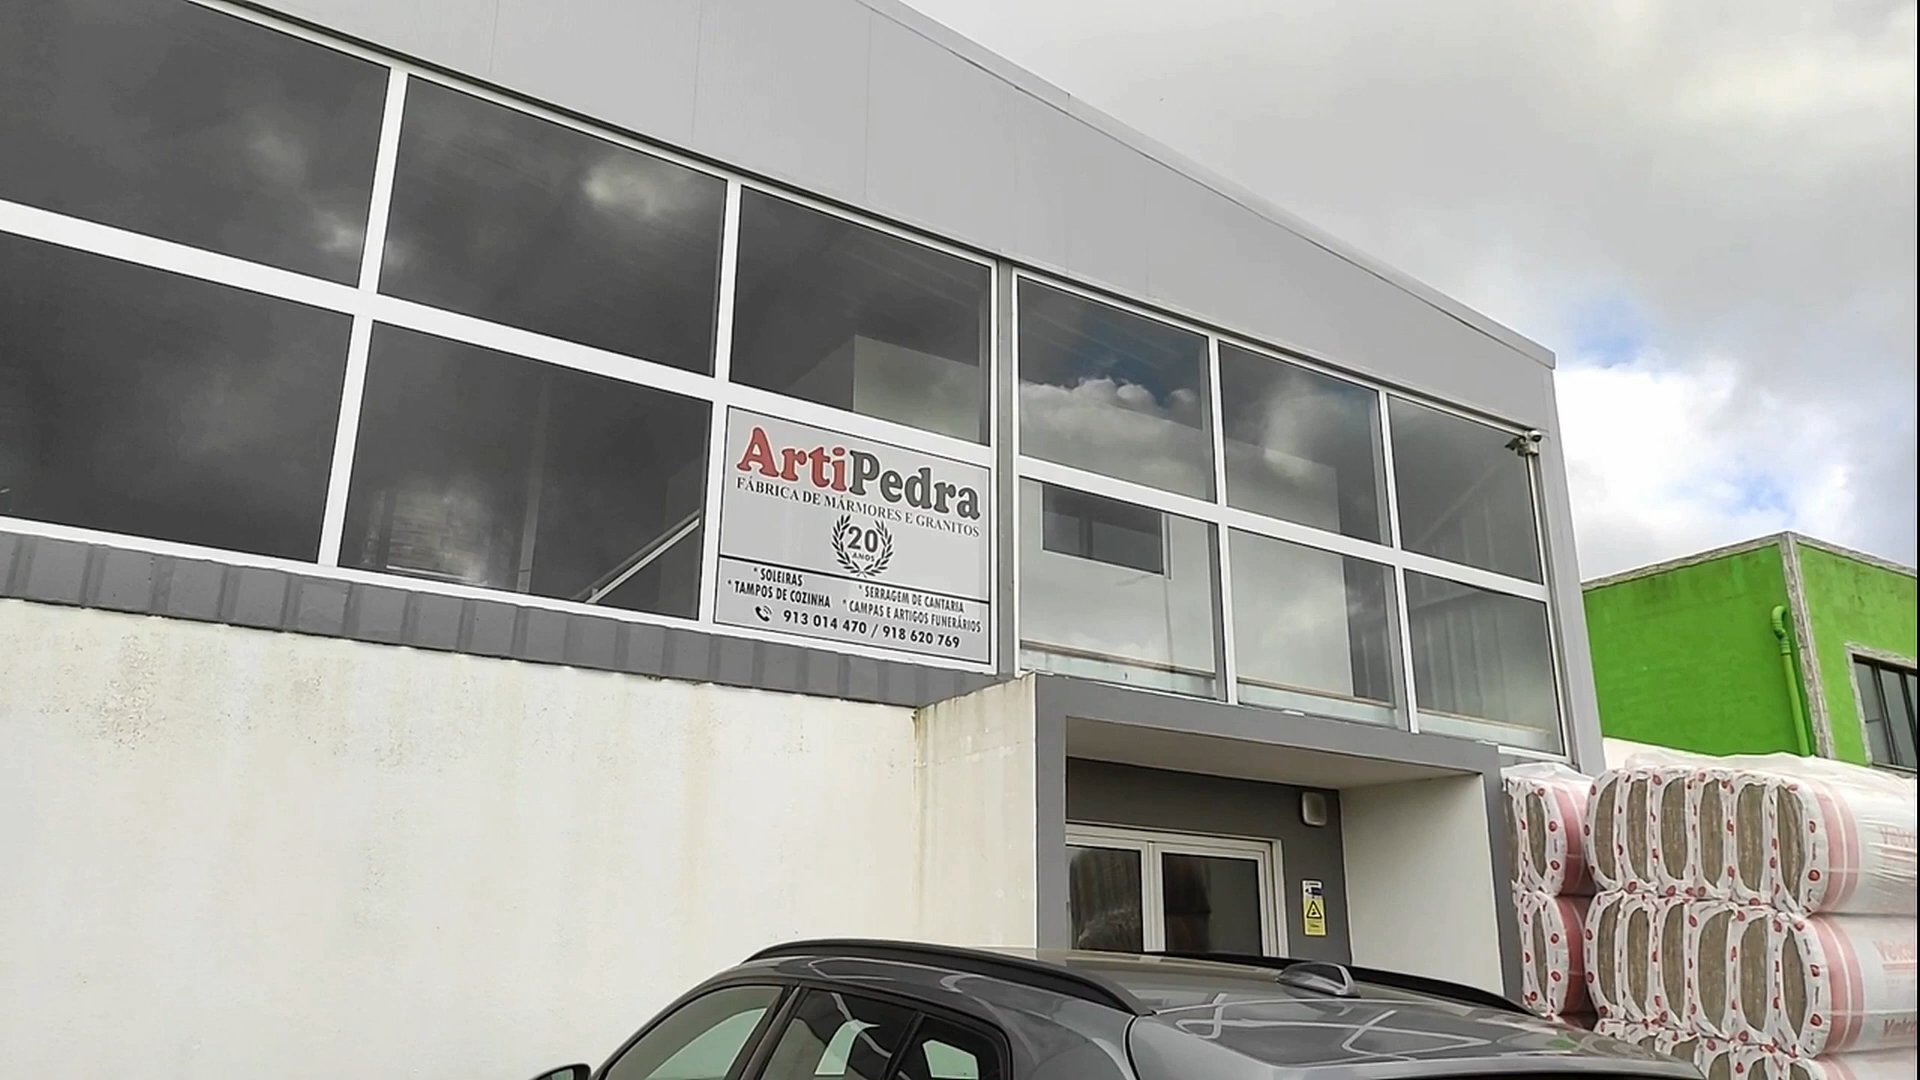 ArtiPedra
FÁBRICA DE MÁRMORES E GRANITOS
20
ANOS
* SOLEIRAS
* SERRAGEM DE CANTARIA
* TAMPOS DE COZINHA
* CAMPAS E ARTIGOS FUNERÁRIOS
913 014 470 / 918 620 769